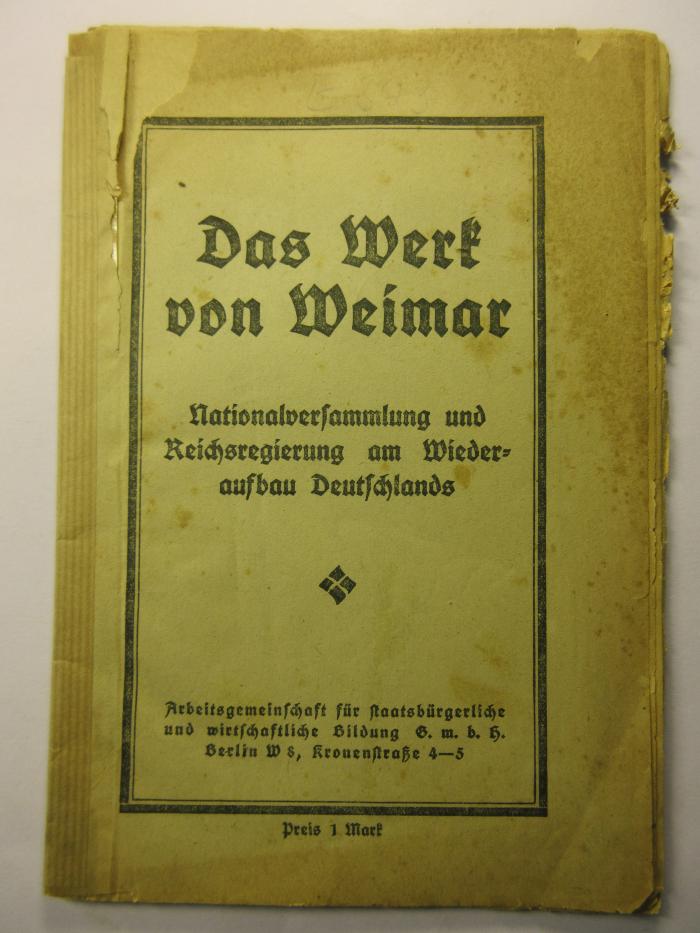 Das Werk
von Weimar
Nationalversammlung und
Reichsregierung am Wieder-
aufbau Deutschlands
Arbeitsgemeinschaft für staatsbürgerliche
und wirtschaftliche Bildung G. m. b. H.
Berlin W 8, Kronenstraße 4—5
Preis 1 Mark